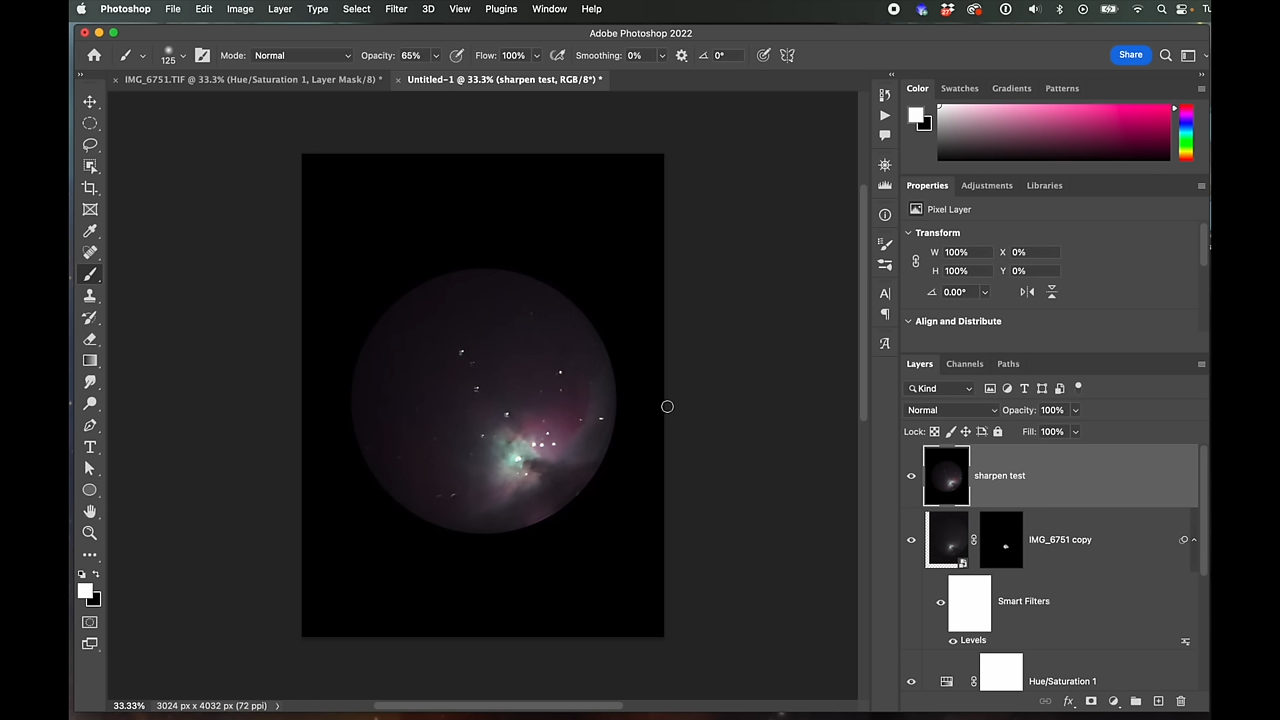 Photoshop File Edit Image Layer Type Select Filter 3D View Plugins Window Help
Adobe Photoshop 2022
125 Mode: Normal Opacity: 65% Flow: 100% Smoothing: 0% 0° Share
× IMG_6751.TIF @ 33.3% (Hue/Saturation 1, Layer Mask/8) * × Untitled-1 @ 33.3% (sharpen test, RGB/8*) *
Color Swatches Gradients Patterns
Properties Adjustments Libraries
Pixel Layer
Transform
W 100% X 0%
H 100% Y 0%
0.00°
Align and Distribute
Layers Channels Paths
Kind
Normal Opacity: 100%
Lock: Fill: 100%
sharpen test
IMG_6751 copy
Smart Filters
Levels
Hue/Saturation 1
33.33% 3024 px x 4032 px (72 ppi)
fx